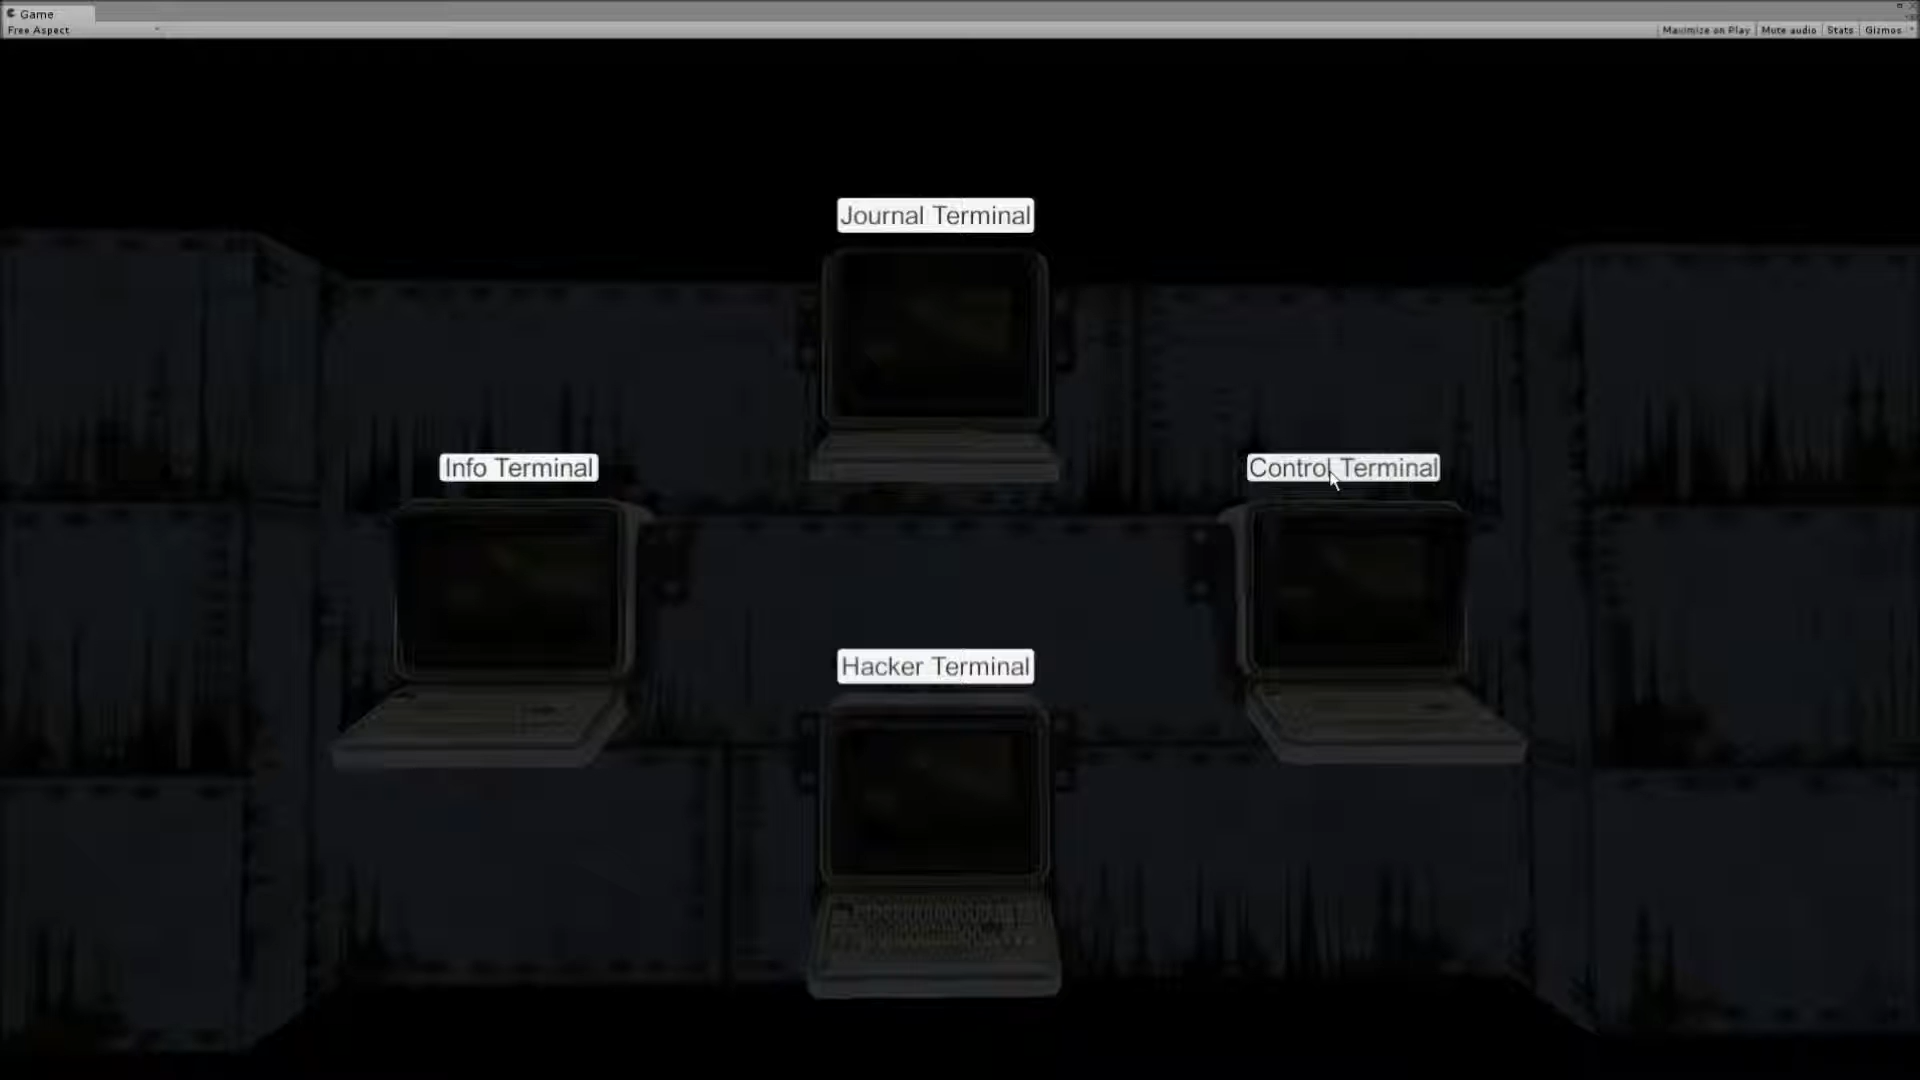 Game
Free Aspect
Maximize on Play
Mute audio
Stats
Gizmos
Journal Terminal
Info Terminal
Control Terminal
Hacker Terminal